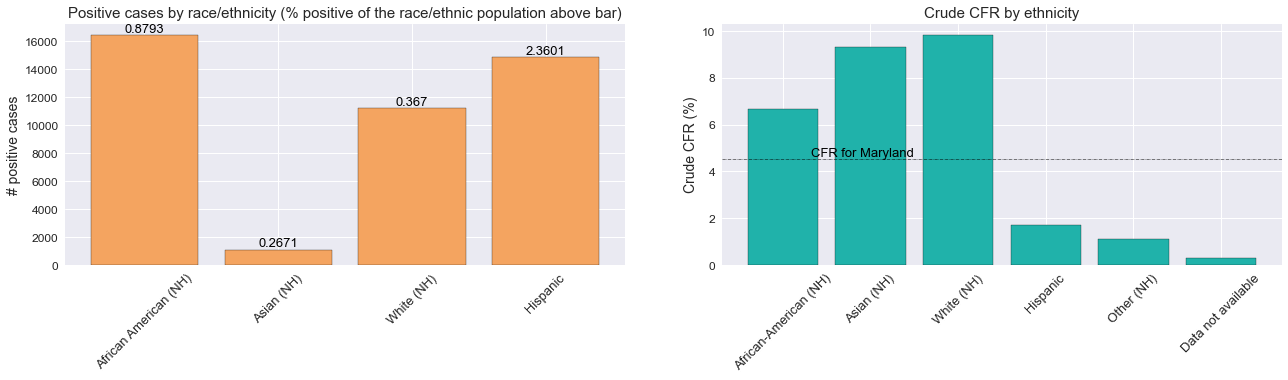 Positive cases by race/ethnicity (% positive of the race/ethnic population above bar)
# positive cases
16000
14000
12000
10000
8000
6000
4000
2000
0
0.8793
0.2671
0.367
2.3601
African American (NH)
Asian (NH)
White (NH)
Hispanic
Crude CFR by ethnicity
Crude CFR (%)
10
8
6
4
2
0
CFR for Maryland
African-American (NH)
Asian (NH)
White (NH)
Hispanic
Other (NH)
Data not available